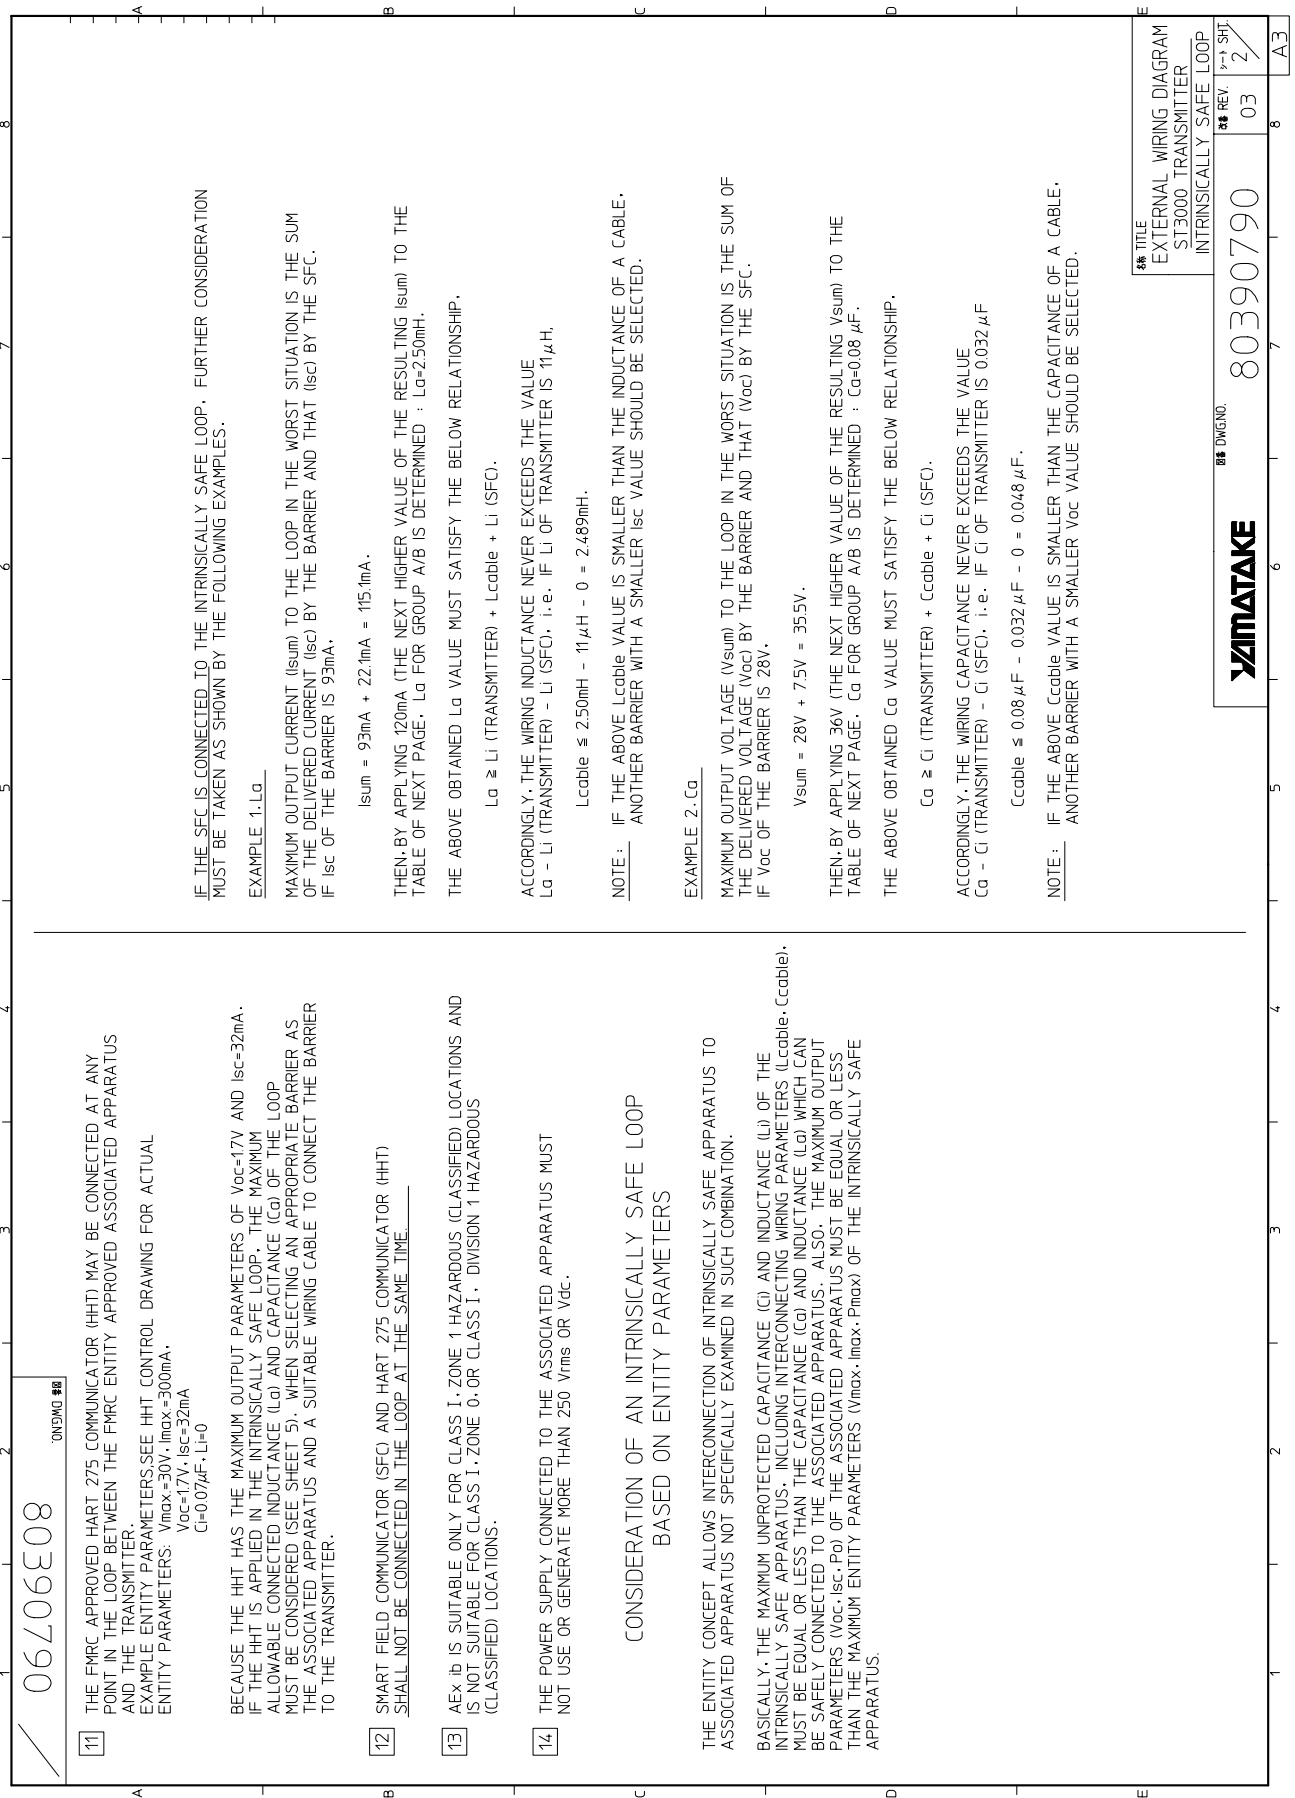 80390790
図番 DWG.NO.
1 2 3 4 5 6 7 8
A
B
C
D
E
11 THE FMRC APPROVED HART 275 COMMUNICATOR (HHT) MAY BE CONNECTED AT ANY
POINT IN THE LOOP BETWEEN THE FMRC ENTITY APPROVED ASSOCIATED APPARATUS
AND THE TRANSMITTER.
EXAMPLE ENTITY PARAMETERS,SEE HHT CONTROL DRAWING FOR ACTUAL
ENTITY PARAMETERS: Vmax.=30V, Imax.=300mA,
Voc=1.7V, Isc=32mA
Ci=0.07μF, Li=0
BECAUSE THE HHT HAS THE MAXIMUM OUTPUT PARAMETERS OF Voc=1.7V AND Isc=32mA,
IF THE HHT IS APPLIED IN THE INTRINSICALLY SAFE LOOP, THE MAXIMUM
ALLOWABLE CONNECTED INDUCTANCE (La) AND CAPACITANCE (Ca) OF THE LOOP
MUST BE CONSIDERED (SEE SHEET 5). WHEN SELECTING AN APPROPRIATE BARRIER AS
THE ASSOCIATED APPARATUS AND A SUITABLE WIRING CABLE TO CONNECT THE BARRIER
TO THE TRANSMITTER.
12 SMART FIELD COMMUNICATOR (SFC) AND HART 275 COMMUNICATOR (HHT)
SHALL NOT BE CONNECTED IN THE LOOP AT THE SAME TIME.
13 AEx ib IS SUITABLE ONLY FOR CLASS I, ZONE 1 HAZARDOUS (CLASSIFIED) LOCATIONS AND
IS NOT SUITABLE FOR CLASS I, ZONE 0, OR CLASS I, DIVISION 1 HAZARDOUS
(CLASSIFIED) LOCATIONS.
14 THE POWER SUPPLY CONNECTED TO THE ASSOCIATED APPARATUS MUST
NOT USE OR GENERATE MORE THAN 250 Vrms OR Vdc.
CONSIDERATION OF AN INTRINSICALLY SAFE LOOP
BASED ON ENTITY PARAMETERS
THE ENTITY CONCEPT ALLOWS INTERCONNECTION OF INTRINSICALLY SAFE APPARATUS TO
ASSOCIATED APPARATUS NOT SPECIFICALLY EXAMINED IN SUCH COMBINATION.
BASICALLY, THE MAXIMUM UNPROTECTED CAPACITANCE (Ci) AND INDUCTANCE (Li) OF THE
INTRINSICALLY SAFE APPARATUS, INCLUDING INTERCONNECTING WIRING PARAMETERS (Lcable, Ccable),
MUST BE EQUAL OR LESS THAN THE CAPACITANCE (Ca) AND INDUCTANCE (La) WHICH CAN
BE SAFELY CONNECTED TO THE ASSOCIATED APPARATUS. ALSO, THE MAXIMUM OUTPUT
PARAMETERS (Voc, Isc, Po) OF THE ASSOCIATED APPARATUS MUST BE EQUAL OR LESS
THAN THE MAXIMUM ENTITY PARAMETERS (Vmax, Imax, Pmax) OF THE INTRINSICALLY SAFE
APPARATUS.
IF THE SFC IS CONNECTED TO THE INTRINSICALLY SAFE LOOP, FURTHER CONSIDERATION
MUST BE TAKEN AS SHOWN BY THE FOLLOWING EXAMPLES.
EXAMPLE 1. La
MAXIMUM OUTPUT CURRENT (Isum) TO THE LOOP IN THE WORST SITUATION IS THE SUM
OF THE DELIVERED CURRENT (Isc) BY THE BARRIER AND THAT (Isc) BY THE SFC.
IF Isc OF THE BARRIER IS 93mA,
Isum = 93mA + 22.1mA = 115.1mA.
THEN, BY APPLYING 120mA (THE NEXT HIGHER VALUE OF THE RESULTING Isum) TO THE
TABLE OF NEXT PAGE, La FOR GROUP A/B IS DETERMINED : La=2.50mH.
THE ABOVE OBTAINED La VALUE MUST SATISFY THE BELOW RELATIONSHIP.
La ≥ Li (TRANSMITTER) + Lcable + Li (SFC).
ACCORDINGLY, THE WIRING INDUCTANCE NEVER EXCEEDS THE VALUE
La - Li (TRANSMITTER) - Li (SFC), i.e. IF Li OF TRANSMITTER IS 11μH,
Lcable ≤ 2.50mH - 11μH - 0 = 2.489mH.
NOTE : IF THE ABOVE Lcable VALUE IS SMALLER THAN THE INDUCTANCE OF A CABLE,
ANOTHER BARRIER WITH A SMALLER Isc VALUE SHOULD BE SELECTED.
EXAMPLE 2. Ca
MAXIMUM OUTPUT VOLTAGE (Vsum) TO THE LOOP IN THE WORST SITUATION IS THE SUM OF
THE DELIVERED VOLTAGE (Voc) BY THE BARRIER AND THAT (Voc) BY THE SFC.
IF Voc OF THE BARRIER IS 28V,
Vsum = 28V + 7.5V = 35.5V.
THEN, BY APPLYING 36V (THE NEXT HIGHER VALUE OF THE RESULTING Vsum) TO THE
TABLE OF NEXT PAGE, Ca FOR GROUP A/B IS DETERMINED : Ca=0.08 μF.
THE ABOVE OBTAINED Ca VALUE MUST SATISFY THE BELOW RELATIONSHIP.
Ca ≥ Ci (TRANSMITTER) + Ccable + Ci (SFC).
ACCORDINGLY, THE WIRING CAPACITANCE NEVER EXCEEDS THE VALUE
Ca - Ci (TRANSMITTER) - Ci (SFC), i.e. IF Ci OF TRANSMITTER IS 0.032 μF
Ccable ≤ 0.08 μF - 0.032 μF - 0 = 0.048 μF.
NOTE : IF THE ABOVE Ccable VALUE IS SMALLER THAN THE CAPACITANCE OF A CABLE,
ANOTHER BARRIER WITH A SMALLER Voc VALUE SHOULD BE SELECTED.
名称 TITLE
EXTERNAL WIRING DIAGRAM
ST3000 TRANSMITTER
INTRINSICALLY SAFE LOOP
YAMATAKE
図番 DWG.NO.
80390790
改番 REV.
03
シート SHT.
2/
A
B
C
D
E
1 2 3 4 5 6 7 8
A3